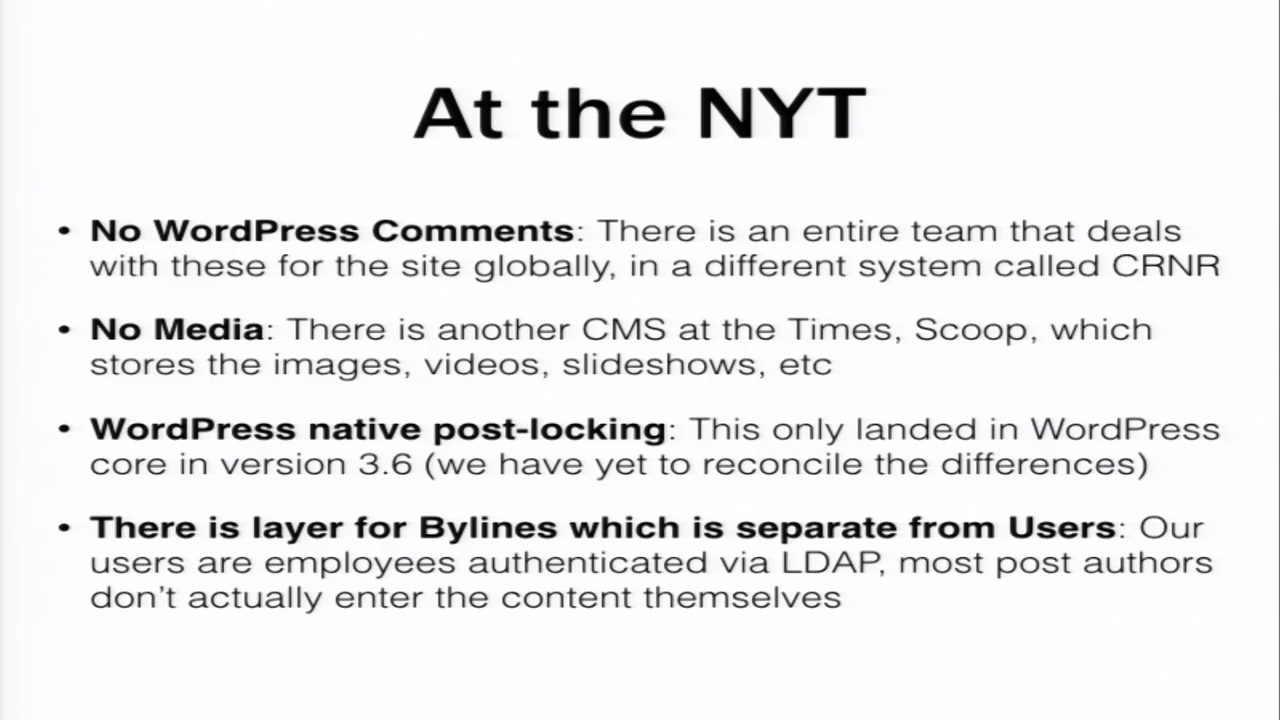 At the NYT
• No WordPress Comments: There is an entire team that deals
with these for the site globally, in a different system called CRNR
• No Media: There is another CMS at the Times, Scoop, which
stores the images, videos, slideshows, etc
• WordPress native post-locking: This only landed in WordPress
core in version 3.6 (we have yet to reconcile the differences)
• There is layer for Bylines which is separate from Users: Our
users are employees authenticated via LDAP, most post authors
don’t actually enter the content themselves